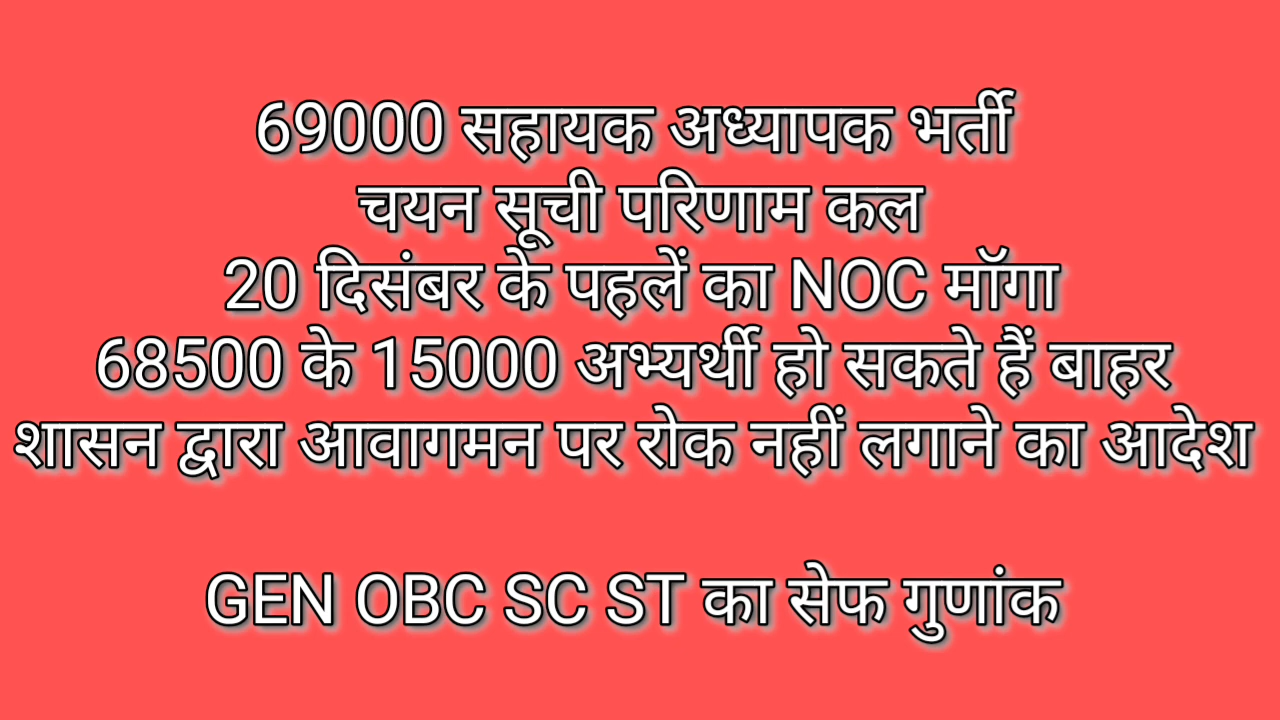 69000 सहायक अध्यापक भर्ती
चयन सूची परिणाम कल
20 दिसंबर के पहलें का NOC मॉगा
68500 के 15000 अभ्यर्थी हो सकते हैं बाहर
शासन द्वारा आवागमन पर रोक नहीं लगाने का आदेश
GEN OBC SC ST का सेफ गुणांक